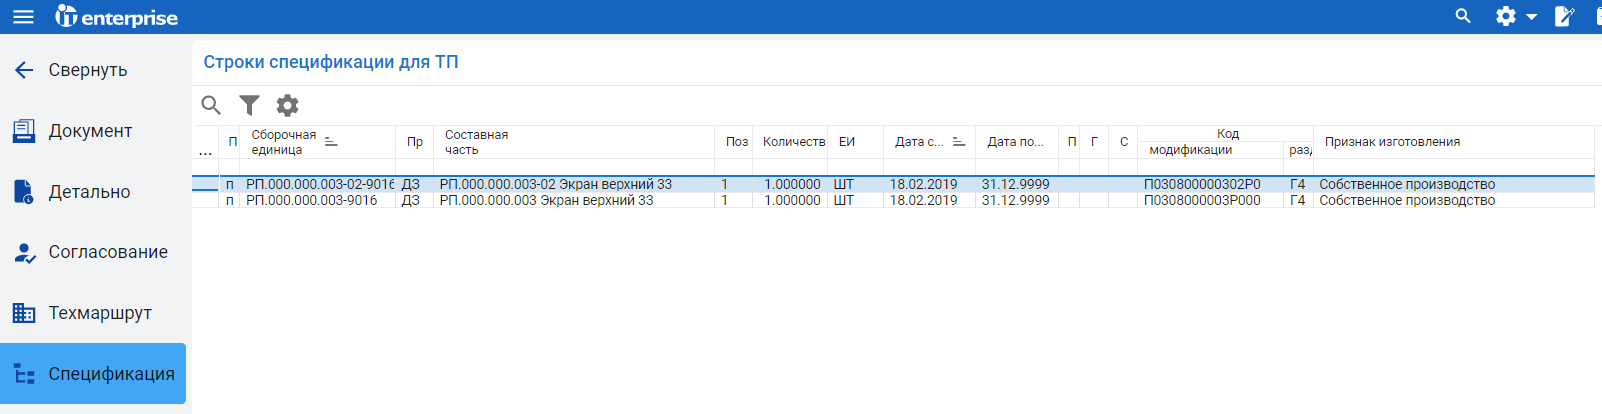 IT enterprise
Свернуть
Документ
Детально
Согласование
Техмаршрут
Спецификация
Строки спецификации для ТП
... П Сборочная единица Пр Составная часть Поз Количеств ЕИ Дата с... Дата по... П Г С Код модификации разд Признак изготовления
п РП.000.000.003-02-9016 ДЗ РП.000.000.003-02 Экран верхний 33 1 1.000000 ШТ 18.02.2019 31.12.9999 П030800000302Р0 Г4 Собственное производство
п РП.000.000.003-9016 ДЗ РП.000.000.003 Экран верхний 33 1 1.000000 ШТ 18.02.2019 31.12.9999 П0308000003Р000 Г4 Собственное производство